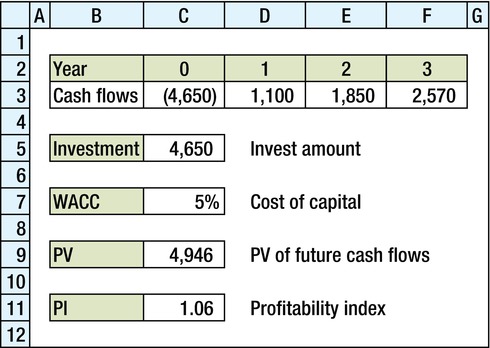 A B C D E F G
1
2 Year 0 1 2 3
3 Cash flows (4,650) 1,100 1,850 2,570
4
5 Investment 4,650 Invest amount
6
7 WACC 5% Cost of capital
8
9 PV 4,946 PV of future cash flows
10
11 PI 1.06 Profitability index
12